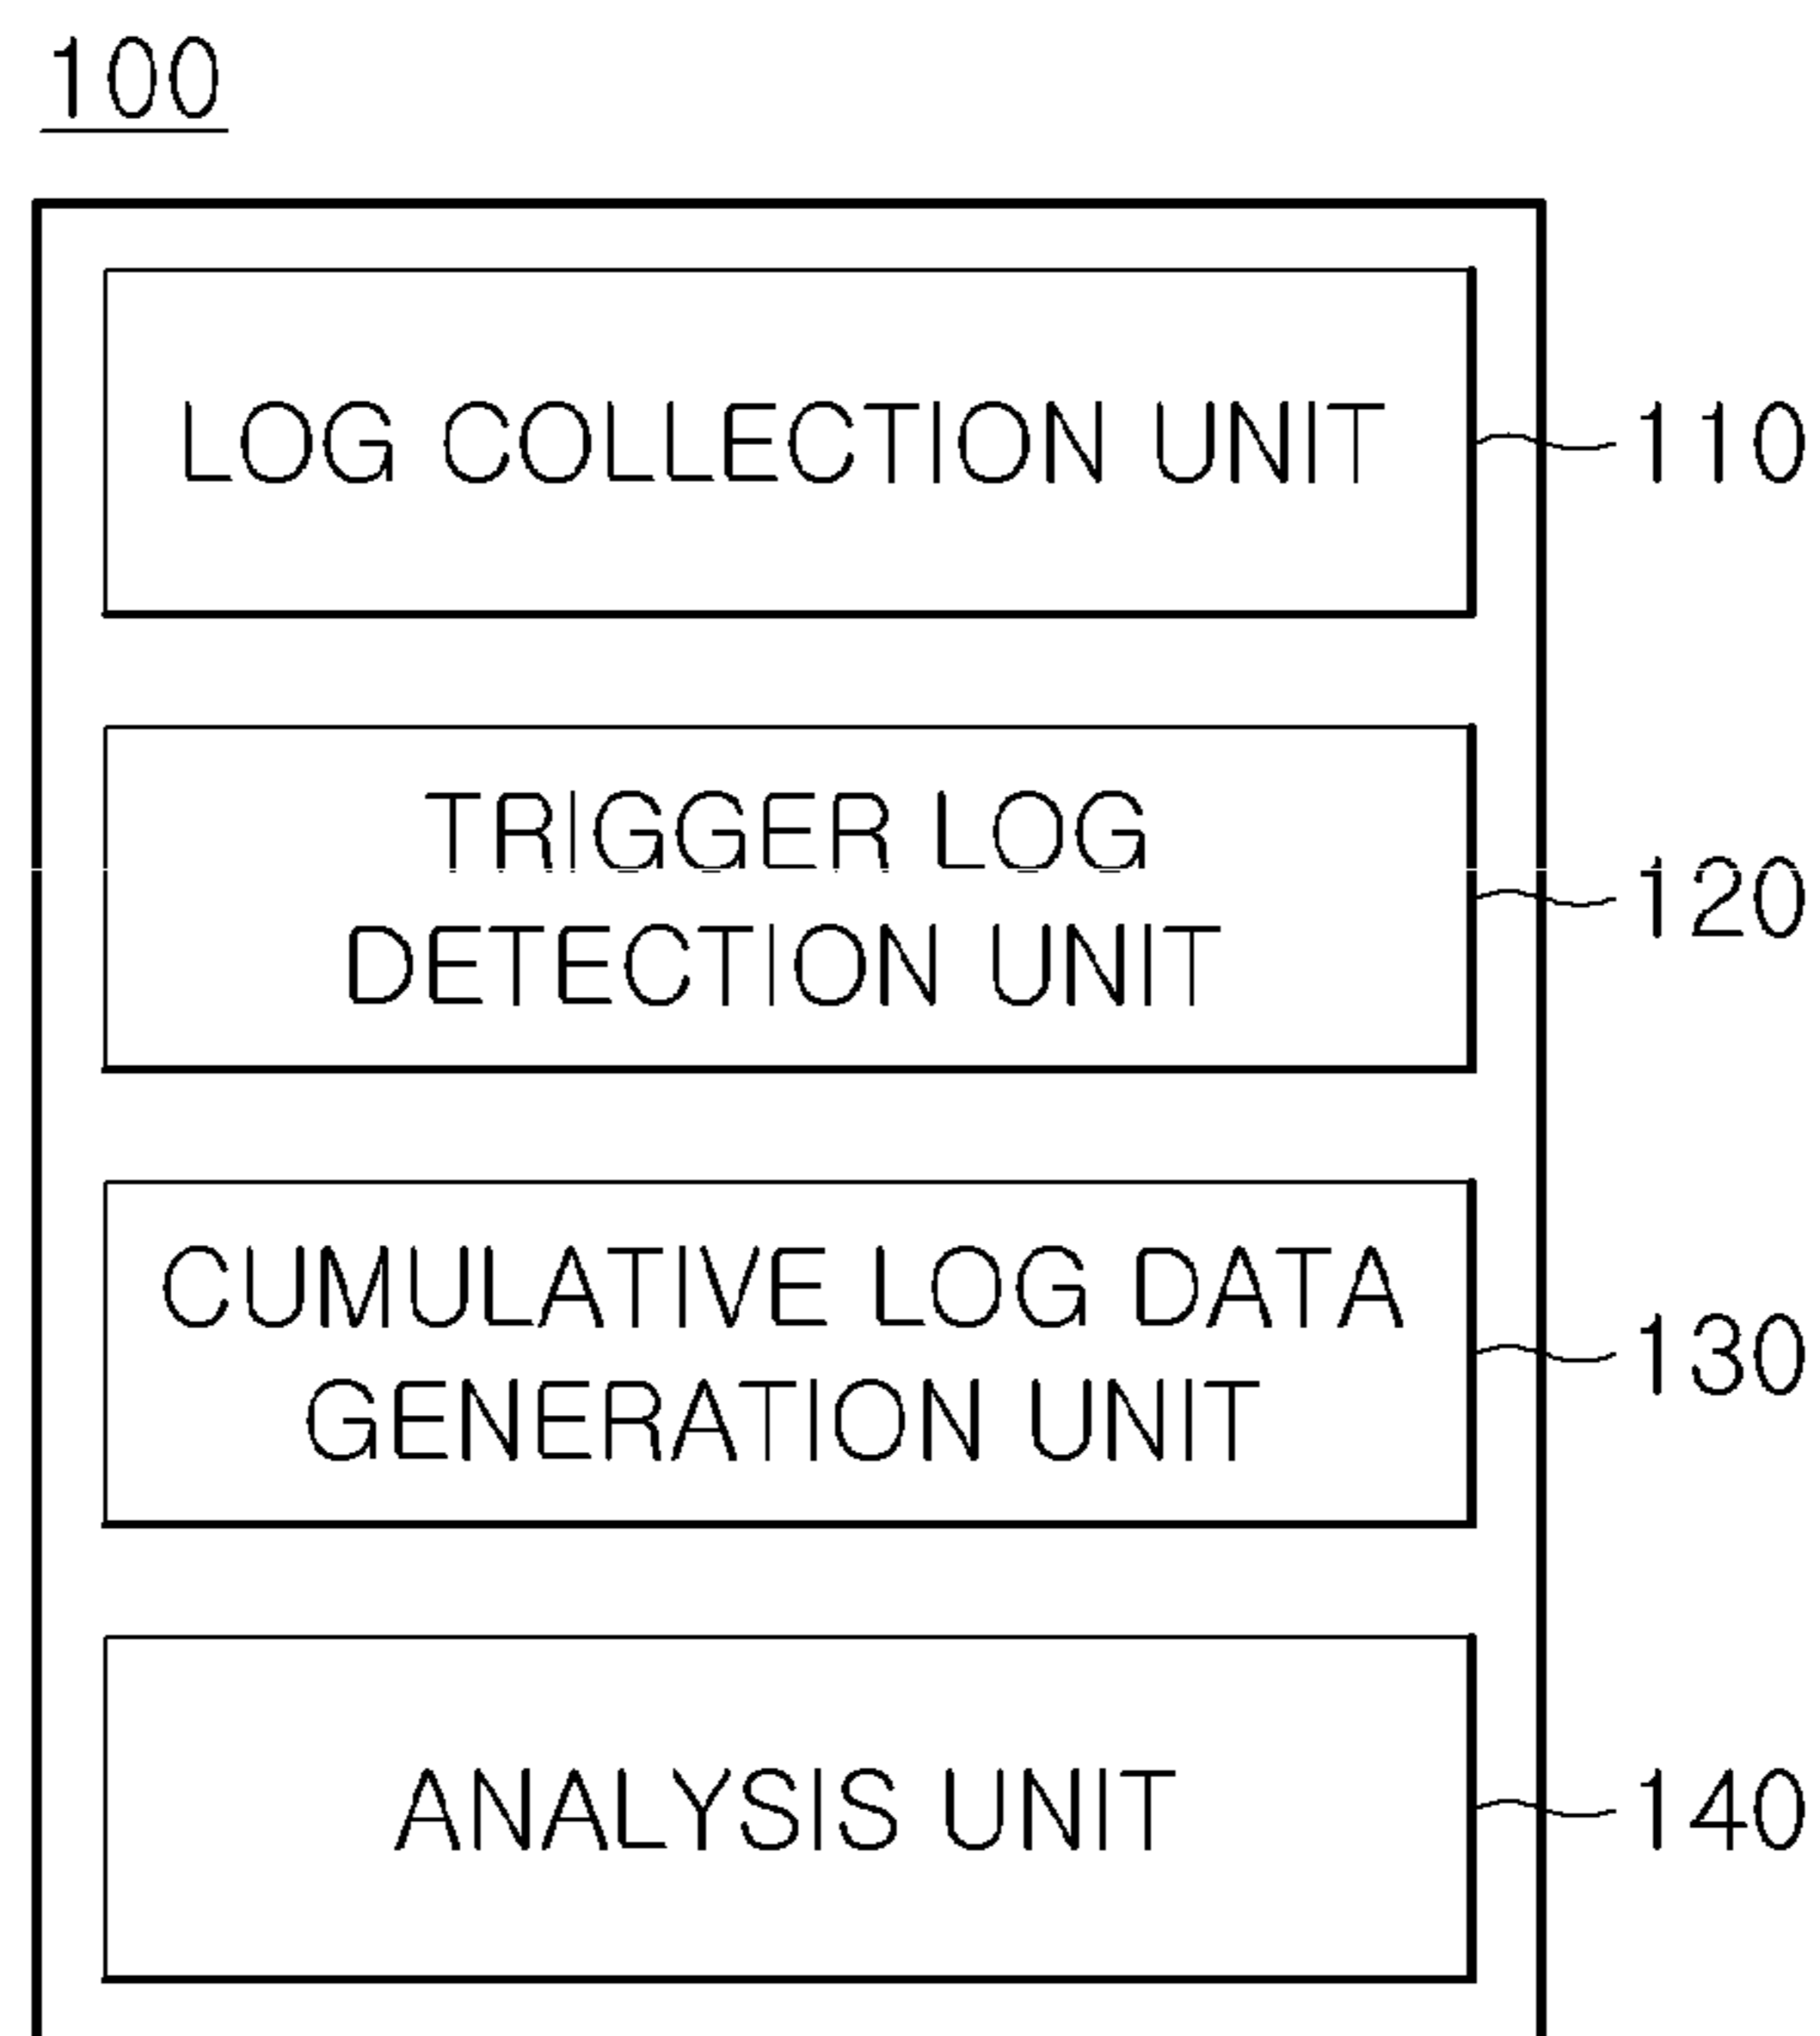 100
LOG COLLECTION UNIT
110
TRIGGER LOG
DETECTION UNIT
120
CUMULATIVE LOG DATA
GENERATION UNIT
130
ANALYSIS UNIT
140